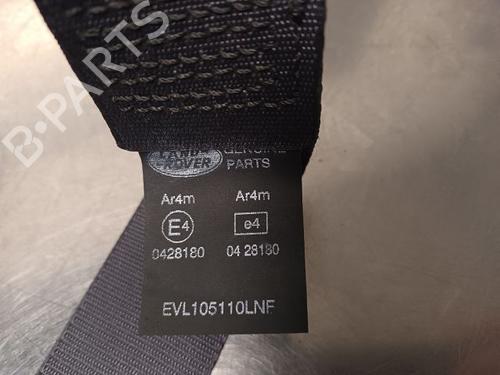 B-PARTS
LAND ROVER GENUINE PARTS
Ar4m Ar4m
E4 e4
0428180 04 28180
EVL105110LNF